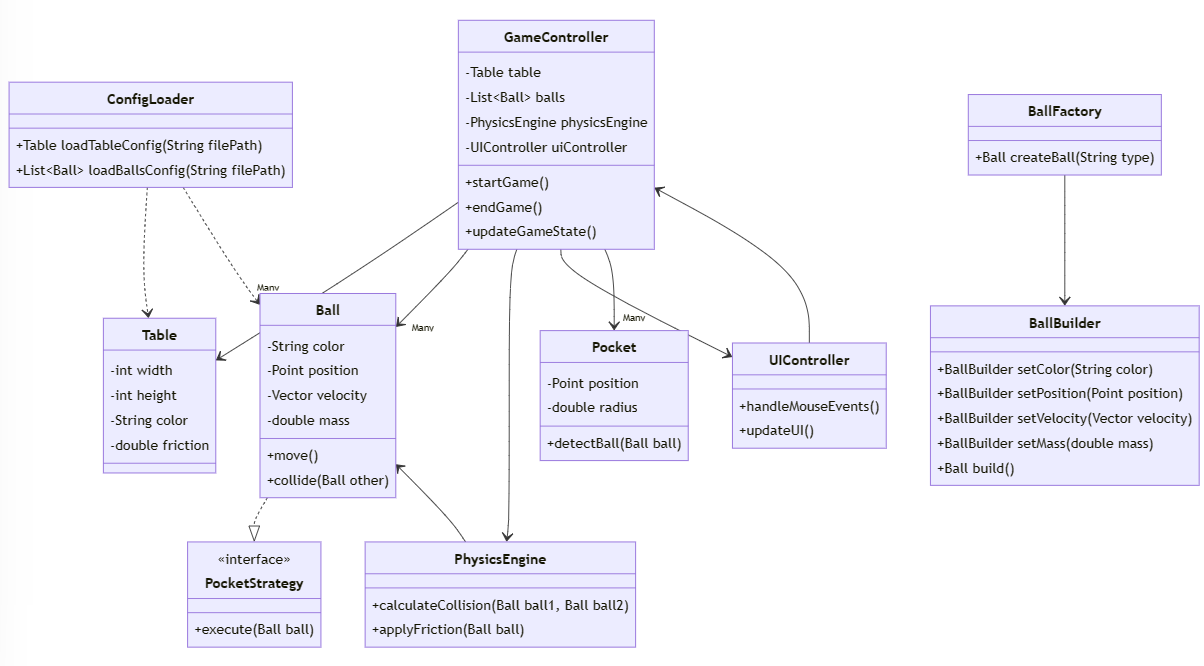 GameController
-Table table
-List<Ball> balls
-PhysicsEngine physicsEngine
-UIController uiController
+startGame()
+endGame()
+updateGameState()
ConfigLoader
+Table loadTableConfig(String filePath)
+List<Ball> loadBallsConfig(String filePath)
BallFactory
+Ball createBall(String type)
Many
Many
Many
Table
-int width
-int height
-String color
-double friction
Ball
-String color
-Point position
-Vector velocity
-double mass
+move()
+collide(Ball other)
Pocket
-Point position
-double radius
+detectBall(Ball ball)
UIController
+handleMouseEvents()
+updateUI()
BallBuilder
+BallBuilder setColor(String color)
+BallBuilder setPosition(Point position)
+BallBuilder setVelocity(Vector velocity)
+BallBuilder setMass(double mass)
+Ball build()
«interface»
PocketStrategy
+execute(Ball ball)
PhysicsEngine
+calculateCollision(Ball ball1, Ball ball2)
+applyFriction(Ball ball)